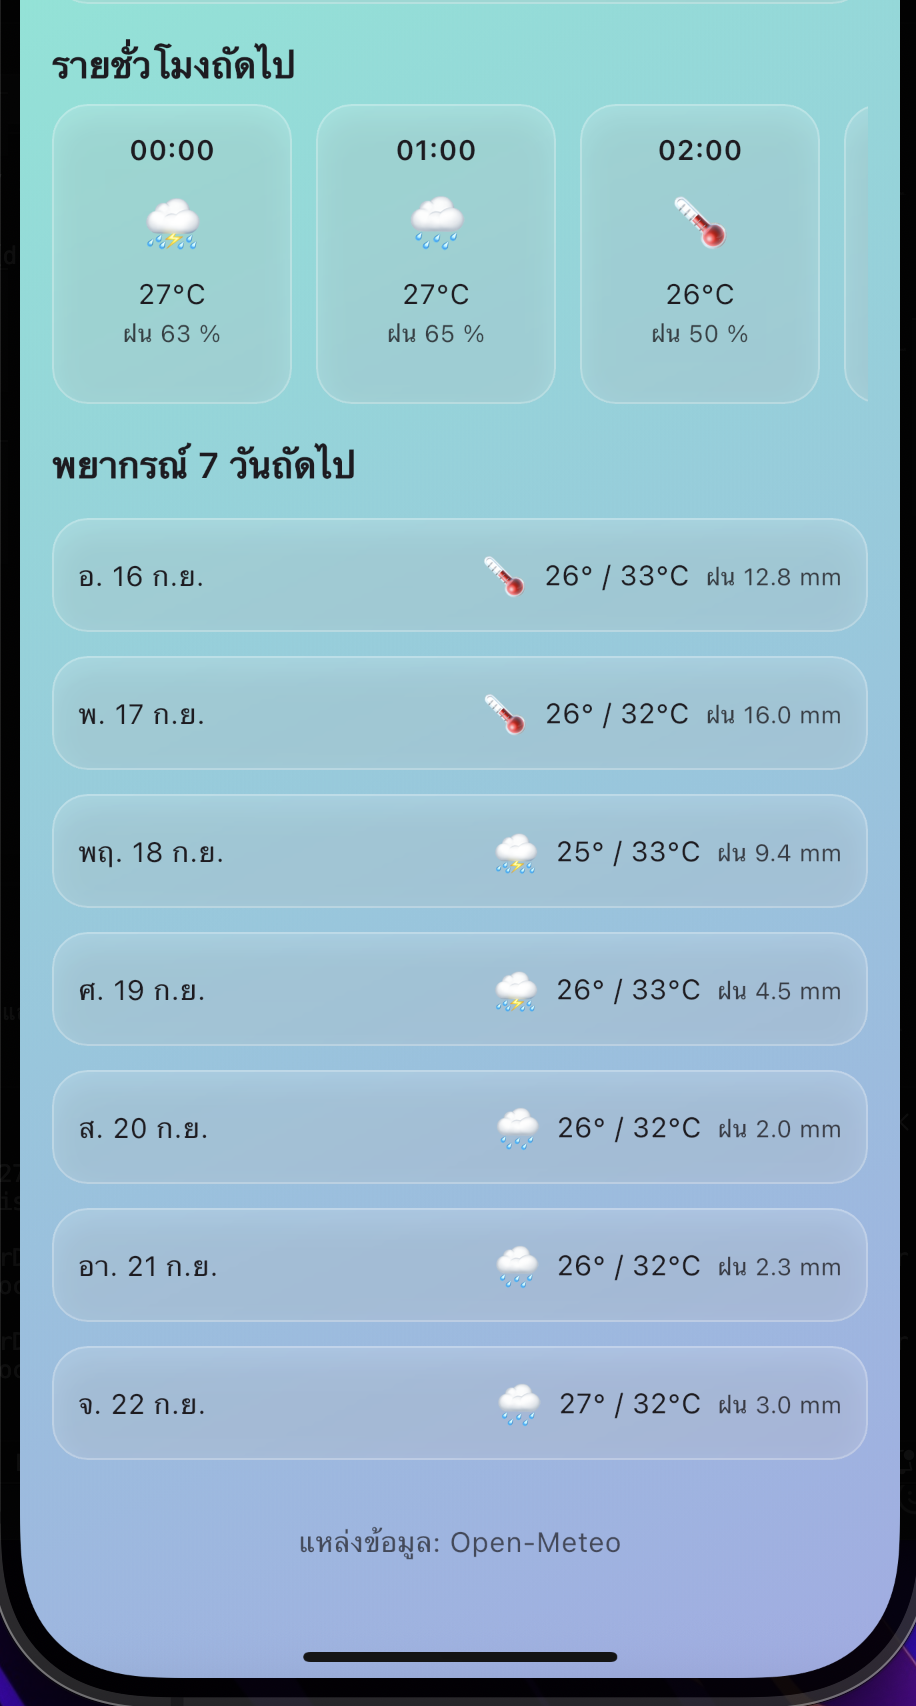 รายชั่วโมงถัดไป
00:00
27°C
ฝน 63 %
01:00
27°C
ฝน 65 %
02:00
26°C
ฝน 50 %
พยากรณ์ 7 วันถัดไป
อ. 16 ก.ย. 26° / 33°C ฝน 12.8 mm
พ. 17 ก.ย. 26° / 32°C ฝน 16.0 mm
พฤ. 18 ก.ย. 25° / 33°C ฝน 9.4 mm
ศ. 19 ก.ย. 26° / 33°C ฝน 4.5 mm
ส. 20 ก.ย. 26° / 32°C ฝน 2.0 mm
อา. 21 ก.ย. 26° / 32°C ฝน 2.3 mm
จ. 22 ก.ย. 27° / 32°C ฝน 3.0 mm
แหล่งข้อมูล: Open-Meteo